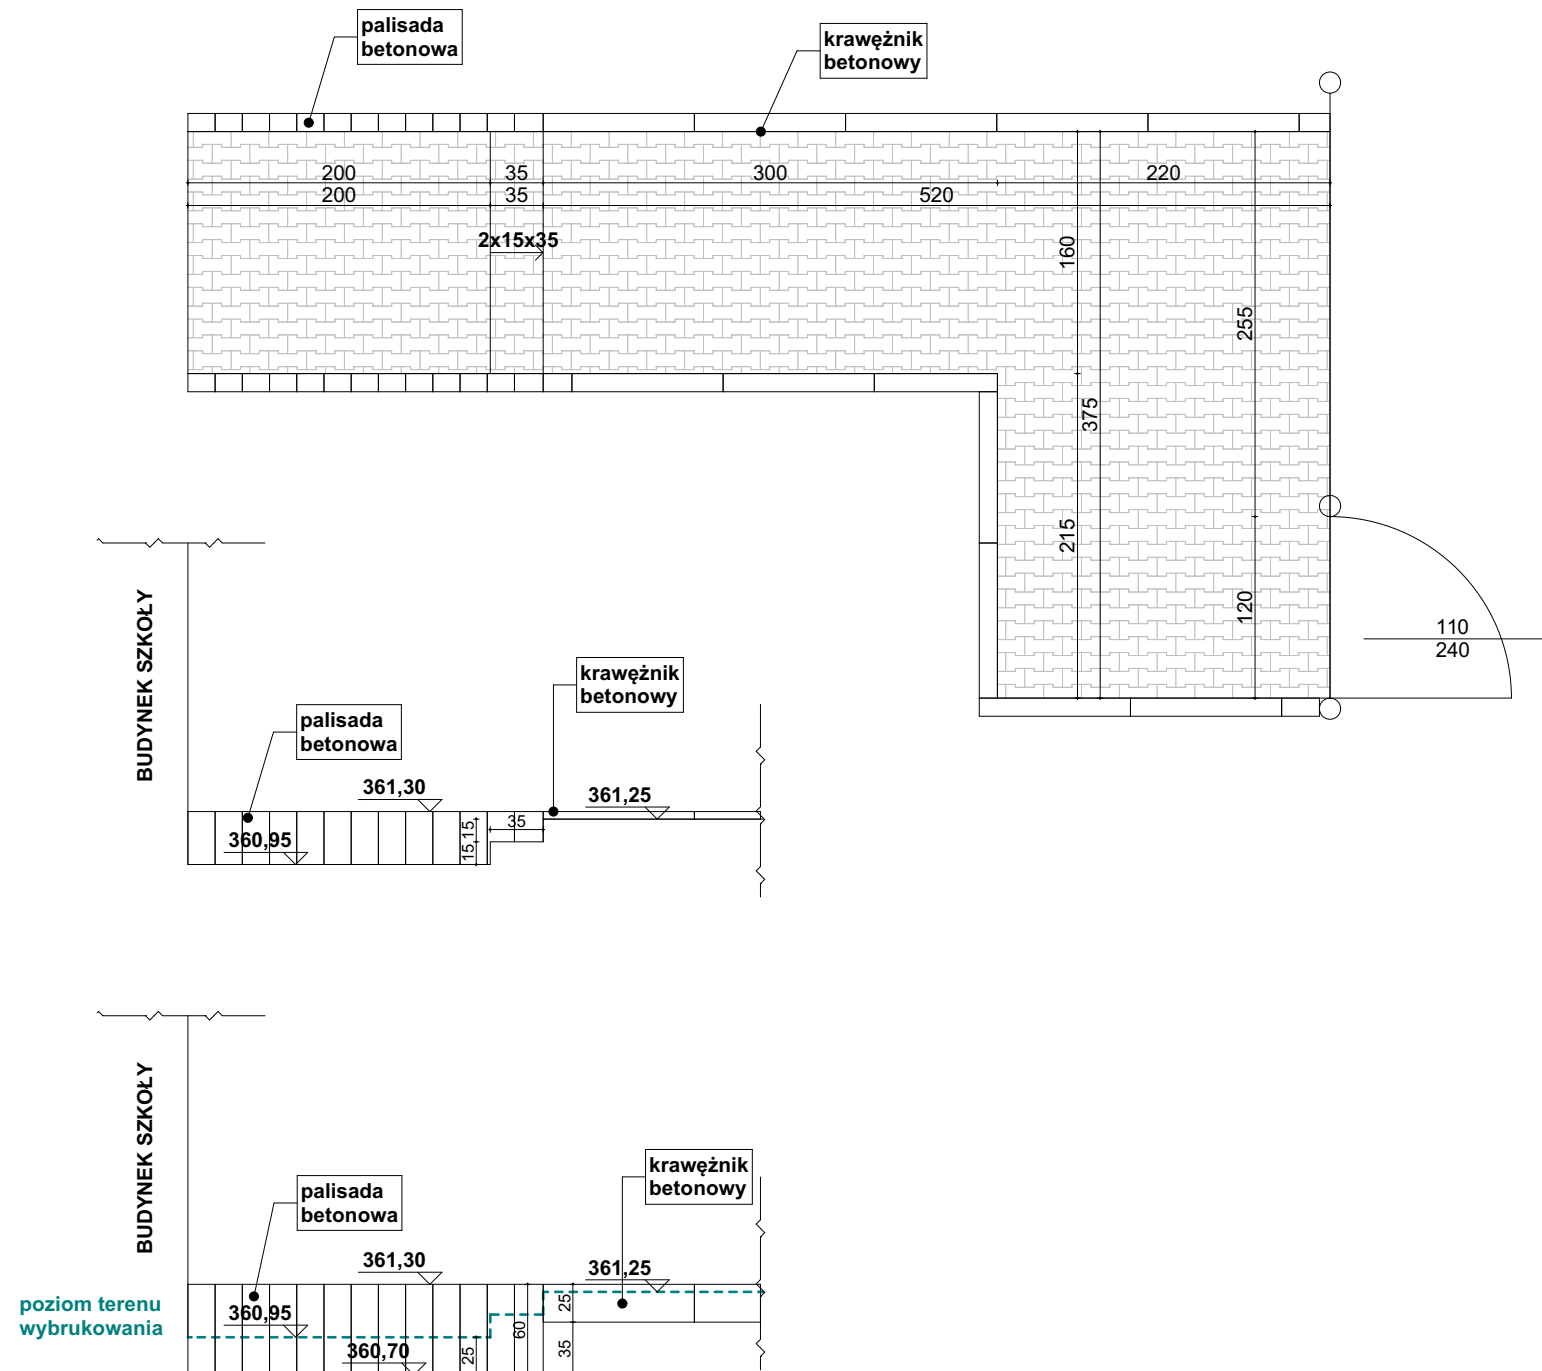 palisada
betonowa
krawężnik
betonowy
200
35
300
220
200
35
520
2x15x35
160
255
375
215
120
110
240
BUDYNEK SZKOŁY
krawężnik
betonowy
palisada
betonowa
361,30
361,25
35
15,15
15
360,95
BUDYNEK SZKOŁY
krawężnik
betonowy
palisada
betonowa
361,30
361,25
poziom terenu
wybrukowania
360,95
25
60
360,70
25
35